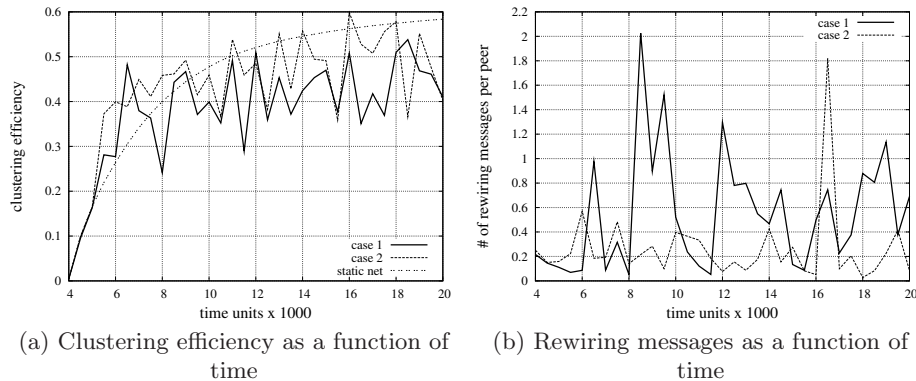 0.6
0.5
0.4
0.3
0.2
0.1
0
4 6 8 10 12 14 16 18 20
clustering efficiency
time units x 1000
case 1
case 2
static net
(a) Clustering efficiency as a function of
time
2.2
2
1.8
1.6
1.4
1.2
1
0.8
0.6
0.4
0.2
0
4 6 8 10 12 14 16 18 20
# of rewiring messages per peer
time units x 1000
case 1
case 2
(b) Rewiring messages as a function of
time